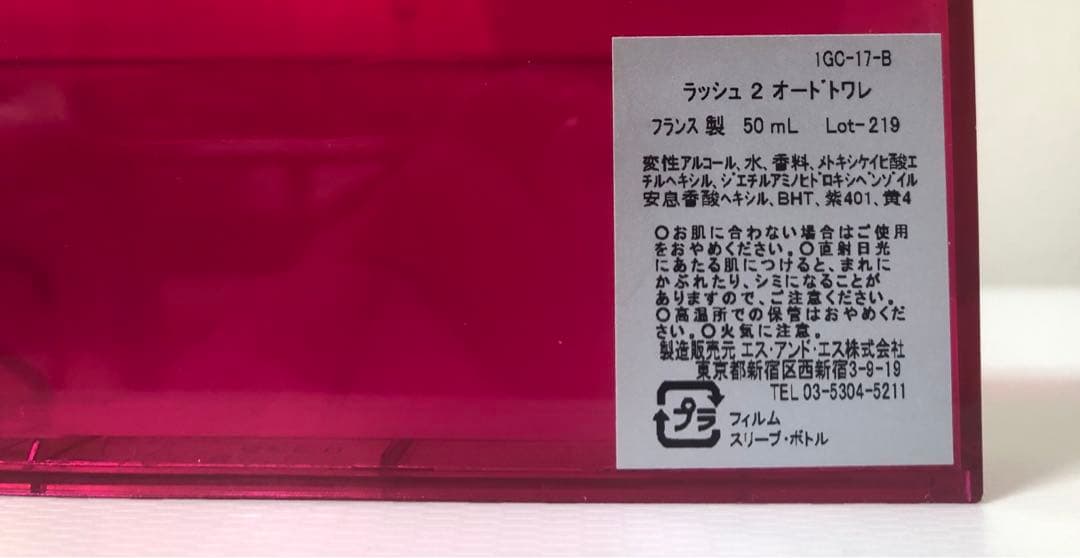 1GC-17-B
ラッシュ 2 オードトワレ
フランス 製 50 mL Lot-219
変性アルコール、水、香料、メトキシケイヒ酸エ
チルヘキシル、ジエチルアミノヒドロキシベンゾイル
安息香酸ヘキシル、BHT、紫401、黄4
○お肌に合わない場合はご使用
をおやめください。○直射日光
にあたる肌につけると、まれに
かぶれたり、シミになることが
ありますので、ご注意ください。
○高温所での保管はおやめくだ
さい。○火気に注意。
製造販売元 エス・アンド・エス株式会社
東京都新宿区西新宿3-9-19
TEL 03-5304-5211
プラ
フィルム
スリーブ・ボトル